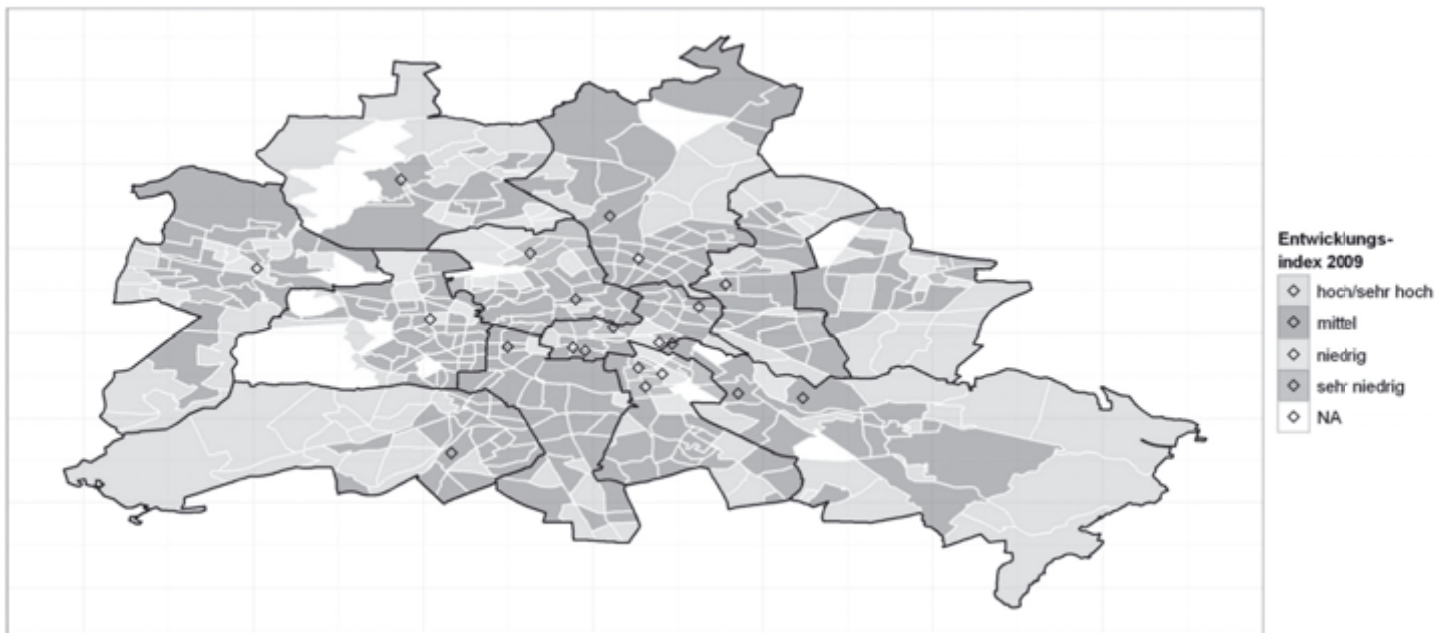 Entwicklungs-
index 2009
hoch/sehr hoch
mittel
niedrig
sehr niedrig
NA